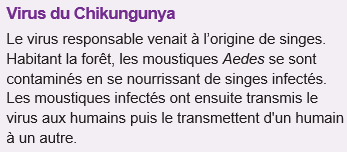 Virus du Chikungunya
Le virus responsable venait à l'origine de singes.
Habitant la forêt, les moustiques Aedes se sont
contaminés en se nourrissant de singes infectés.
Les moustiques infectés ont ensuite transmis le
virus aux humains puis le transmettent d'un humain
à un autre.